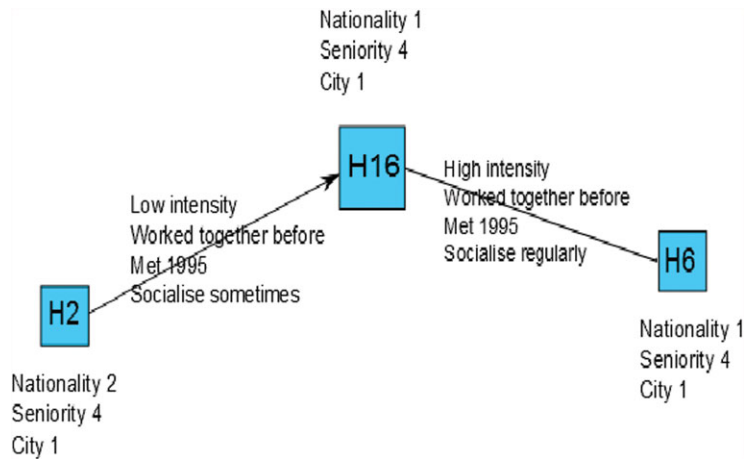 Nationality 1
Seniority 4
City 1
H16
Low intensity
Worked together before
Met 1995
Socialise sometimes
High intensity
Worked together before
Met 1995
Socialise regularly
H2
Nationality 2
Seniority 4
City 1
H6
Nationality 1
Seniority 4
City 1